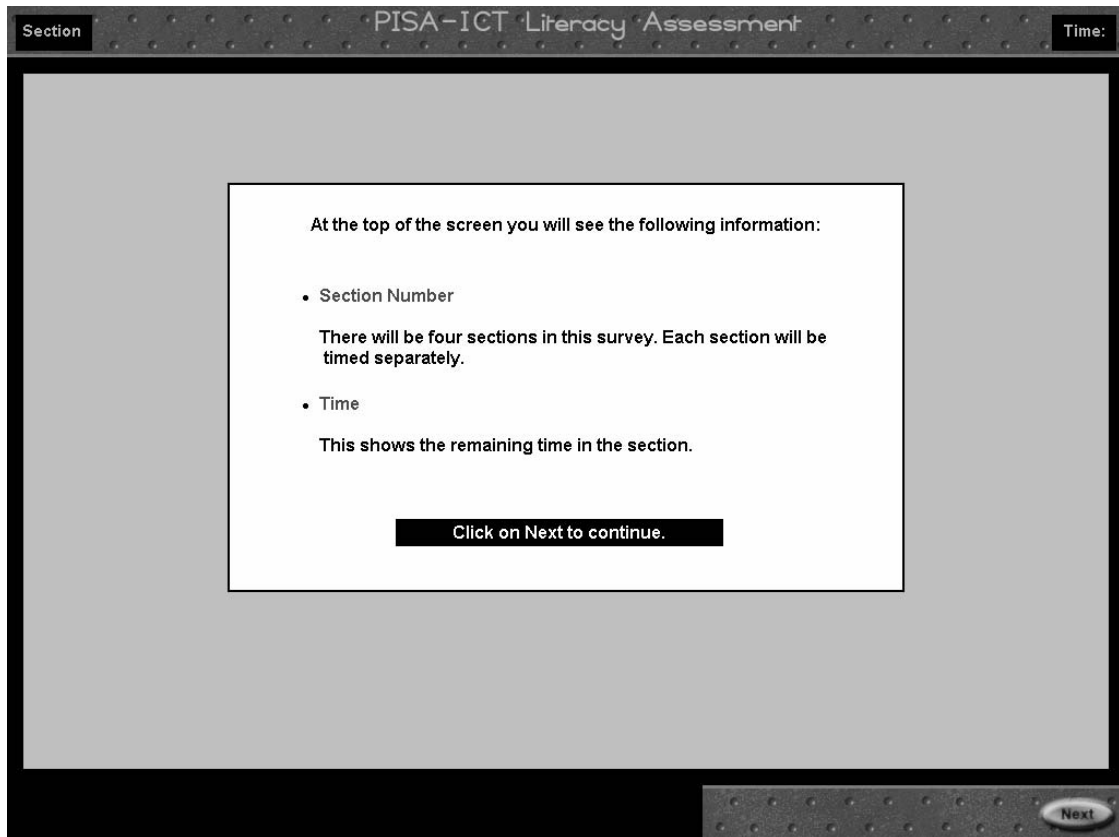 Section
PISA-ICT Literacy Assessment
Time:
At the top of the screen you will see the following information:
• Section Number
There will be four sections in this survey. Each section will be
timed separately.
• Time
This shows the remaining time in the section.
Click on Next to continue.
Next